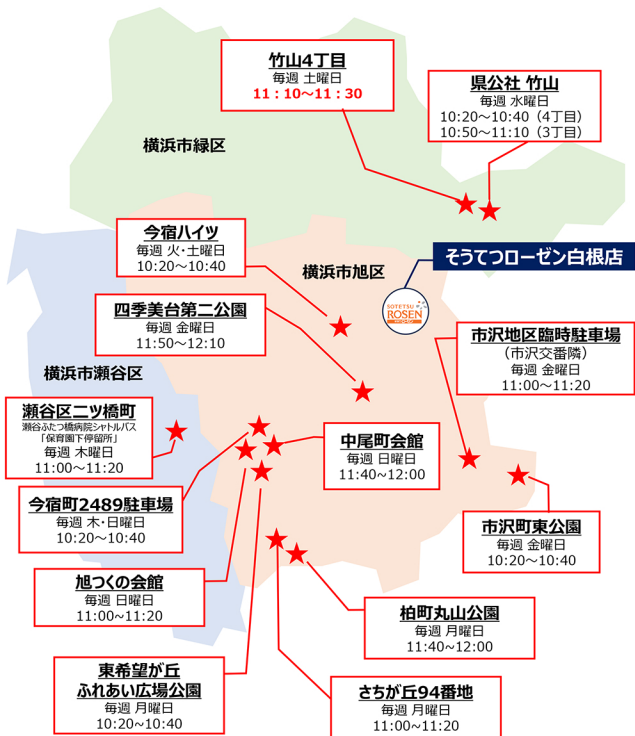 竹山4丁目
毎週 土曜日
11：10～11：30
県公社 竹山
毎週 水曜日
10:20～10:40（4丁目）
10:50～11:10（3丁目）
横浜市緑区
今宿ハイツ
毎週 火・土曜日
10:20～10:40
横浜市旭区
そうてつローゼン白根店
SOTETSU
ROSEN
四季美台第二公園
毎週 金曜日
11:50～12:10
市沢地区臨時駐車場
（市沢交番隣）
毎週 金曜日
11:00～11:20
横浜市瀬谷区
瀬谷区二ツ橋町
瀬谷ふたつ橋病院シャトルバス
「保育園下停留所」
毎週 木曜日
11:00～11:20
中尾町会館
毎週 日曜日
11:40～12:00
今宿町2489駐車場
毎週 木・日曜日
10:20～10:40
市沢町東公園
毎週 金曜日
10:20～10:40
旭つくの会館
毎週 日曜日
11:00~11:20
柏町丸山公園
毎週 月曜日
11:40~12:00
東希望が丘
ふれあい広場公園
毎週 月曜日
10:20~10:40
さちが丘94番地
毎週 月曜日
11:00～11:20